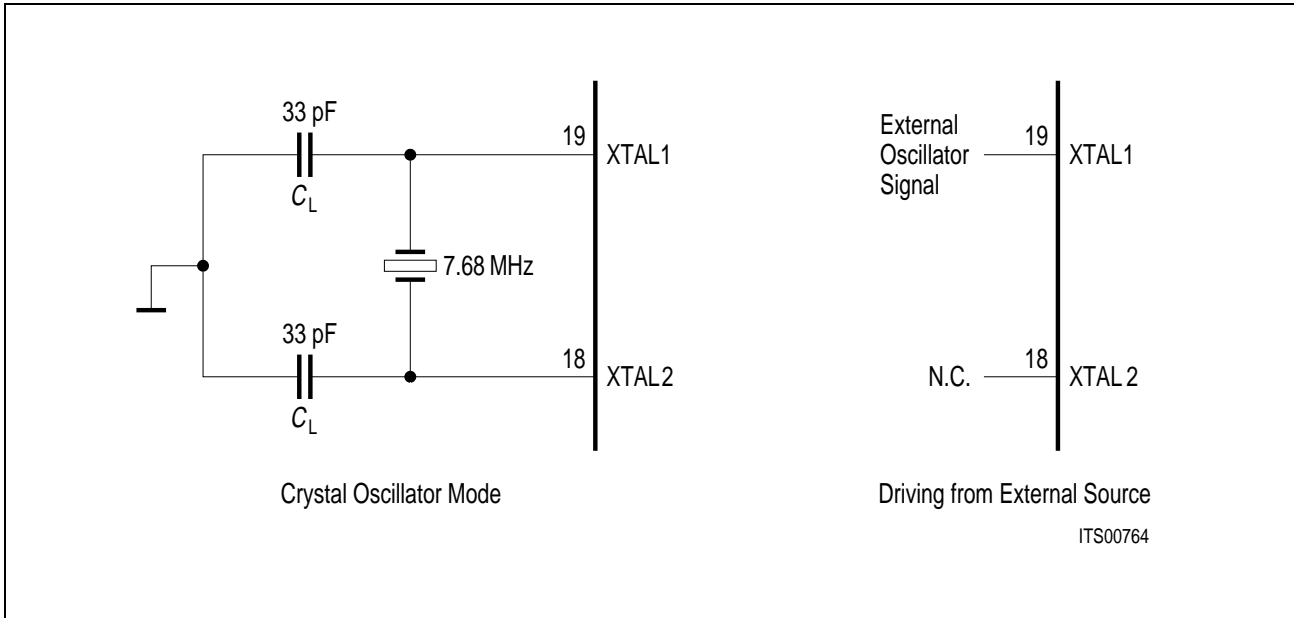 33 pF
C_L
19
XTAL1
7.68 MHz
33 pF
C_L
18
XTAL2
Crystal Oscillator Mode
External
Oscillator
Signal
19
XTAL1
N.C.
18
XTAL 2
Driving from External Source
ITS00764